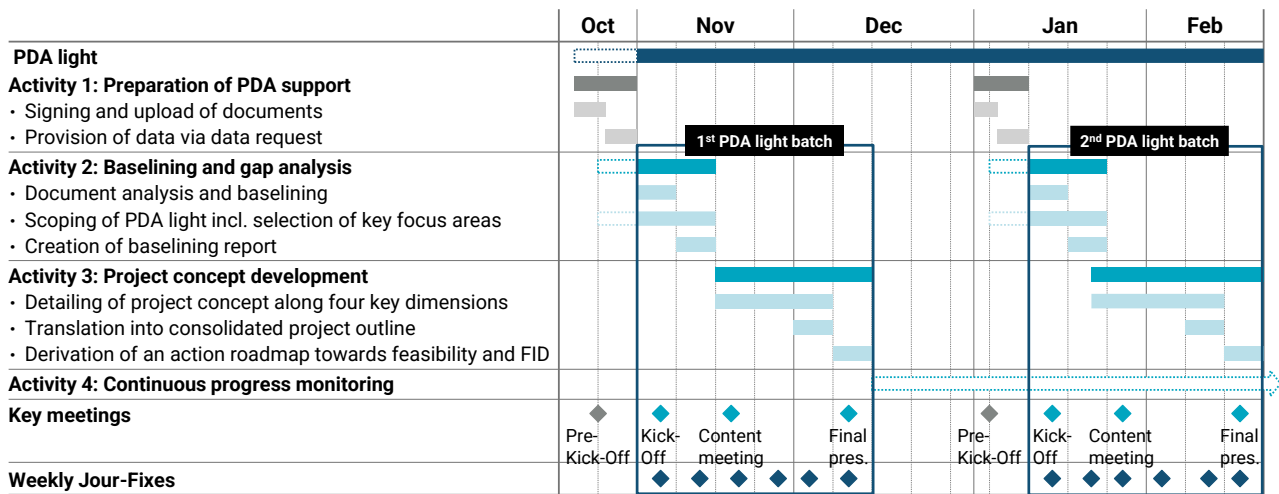 Oct Nov Dec Jan Feb
PDA light
Activity 1: Preparation of PDA support
• Signing and upload of documents
• Provision of data via data request
1st PDA light batch
2nd PDA light batch
Activity 2: Baselining and gap analysis
• Document analysis and baselining
• Scoping of PDA light incl. selection of key focus areas
• Creation of baselining report
Activity 3: Project concept development
• Detailing of project concept along four key dimensions
• Translation into consolidated project outline
• Derivation of an action roadmap towards feasibility and FID
Activity 4: Continuous progress monitoring
Key meetings
Pre-
Kick-Off
Kick-
Off
Content
meeting
Final
pres.
Pre-
Kick-Off
Kick-
Off
Content
meeting
Final
pres.
Weekly Jour-Fixes